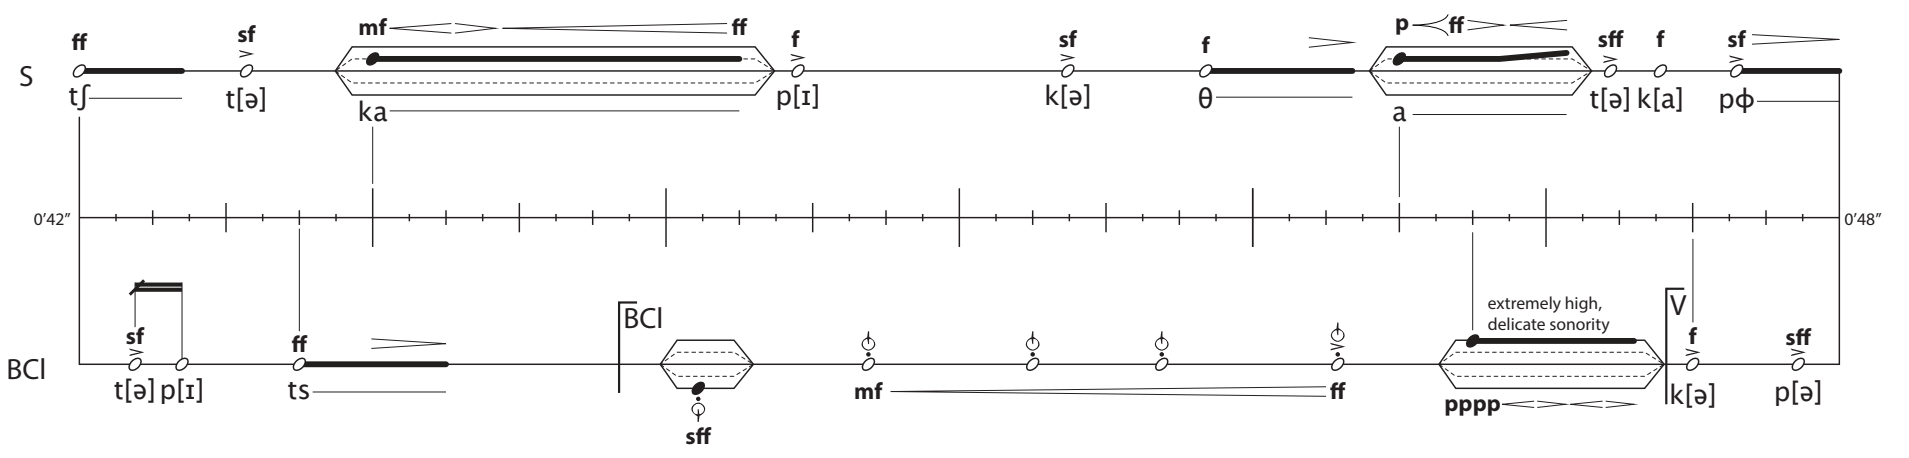 ff sf mf ff f sf f p ff sff f sf
S
tʃ t[ə] ka p[ɪ] k[ə] θ a t[ə] k[a] pɸ
0’42” 0’48”
extremely high,
delicate sonority
BCl V
sf ff f sff
BCl
t[ə] p[ɪ] ts mf ff pppp k[ə] p[ə]
sff